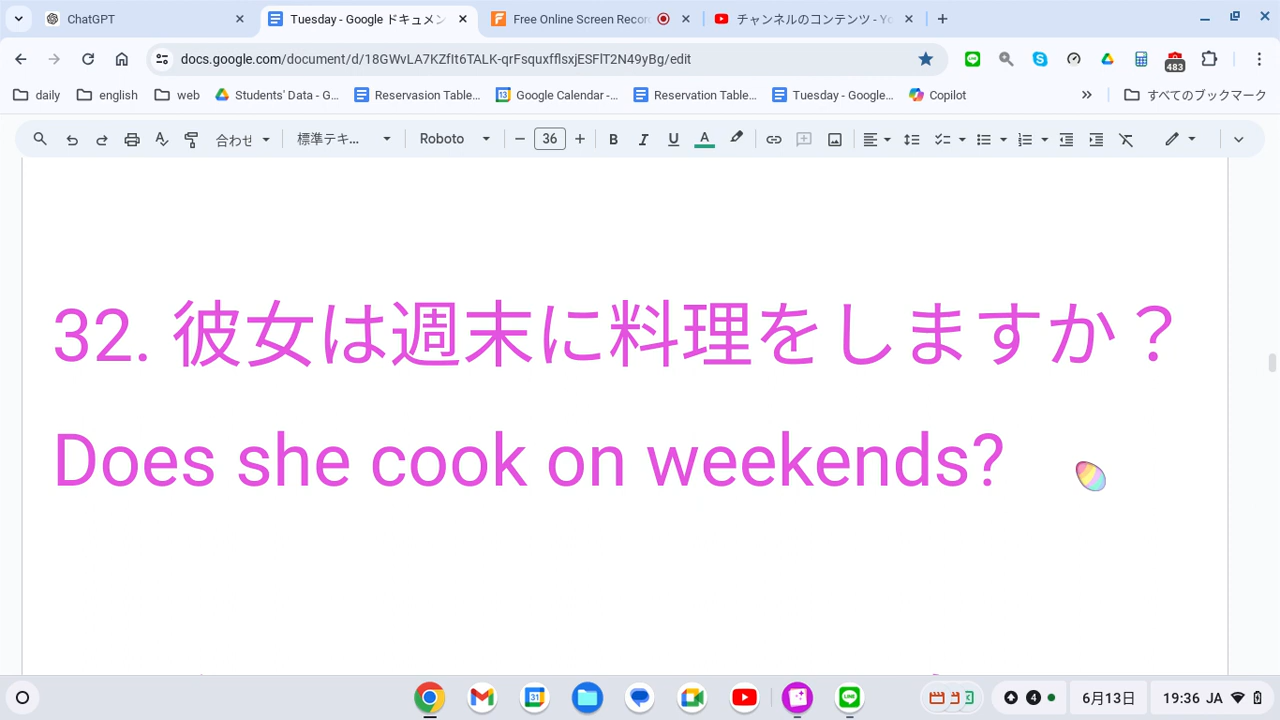 ChatGPT
Tuesday - Google ドキュメン
Free Online Screen Recor
チャンネルのコンテンツ - Yo
docs.google.com/document/d/18GWvLA7KZfIt6TALK-qrFsquxfflsxjESFlT2N49yBg/edit
483
daily
english
web
Students' Data - G...
Reservasion Table...
Google Calendar -...
Reservation Table...
Tuesday - Google...
Copilot
すべてのブックマーク
合わせ
標準テキ...
Roboto
36
32. 彼女は週末に料理をしますか？
Does she cook on weekends?
31
4
6月13日
19:36 JA